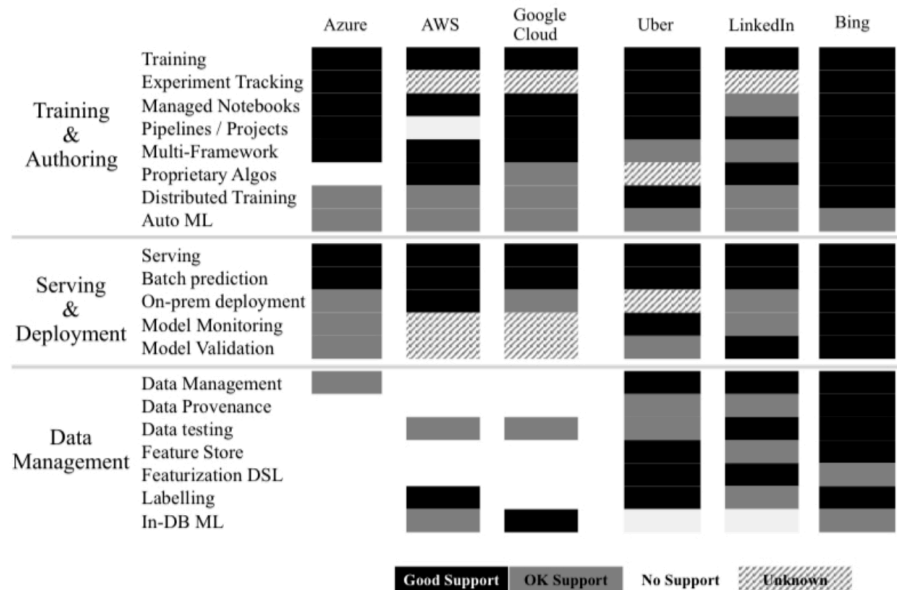 Azure AWS Google Cloud Uber LinkedIn Bing
Training & Authoring
Training
Experiment Tracking
Managed Notebooks
Pipelines / Projects
Multi-Framework
Proprietary Algos
Distributed Training
Auto ML
Serving & Deployment
Serving
Batch prediction
On-prem deployment
Model Monitoring
Model Validation
Data Management
Data Management
Data Provenance
Data testing
Feature Store
Featurization DSL
Labelling
In-DB ML
Good Support OK Support No Support Unknown